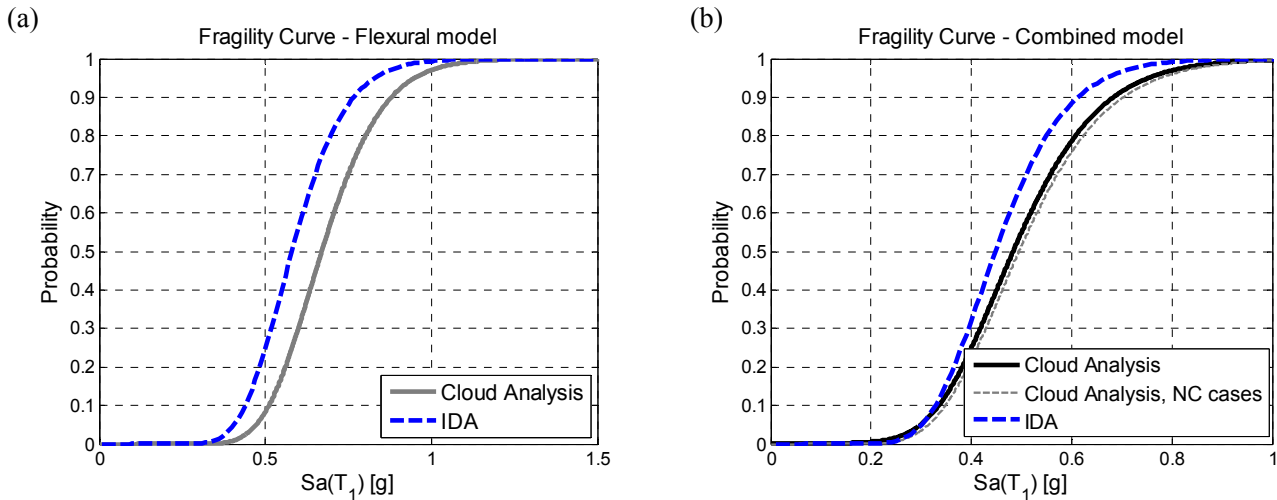 (a)
Fragility Curve - Flexural model
1
0.9
0.8
0.7
0.6
0.5
0.4
0.3
0.2
0.1
0
Probability
0
0.5
1
1.5
Sa(T1) [g]
Cloud Analysis
IDA
(b)
Fragility Curve - Combined model
1
0.9
0.8
0.7
0.6
0.5
0.4
0.3
0.2
0.1
0
Probability
0
0.2
0.4
0.6
0.8
1
Sa(T1) [g]
Cloud Analysis
Cloud Analysis, NC cases
IDA